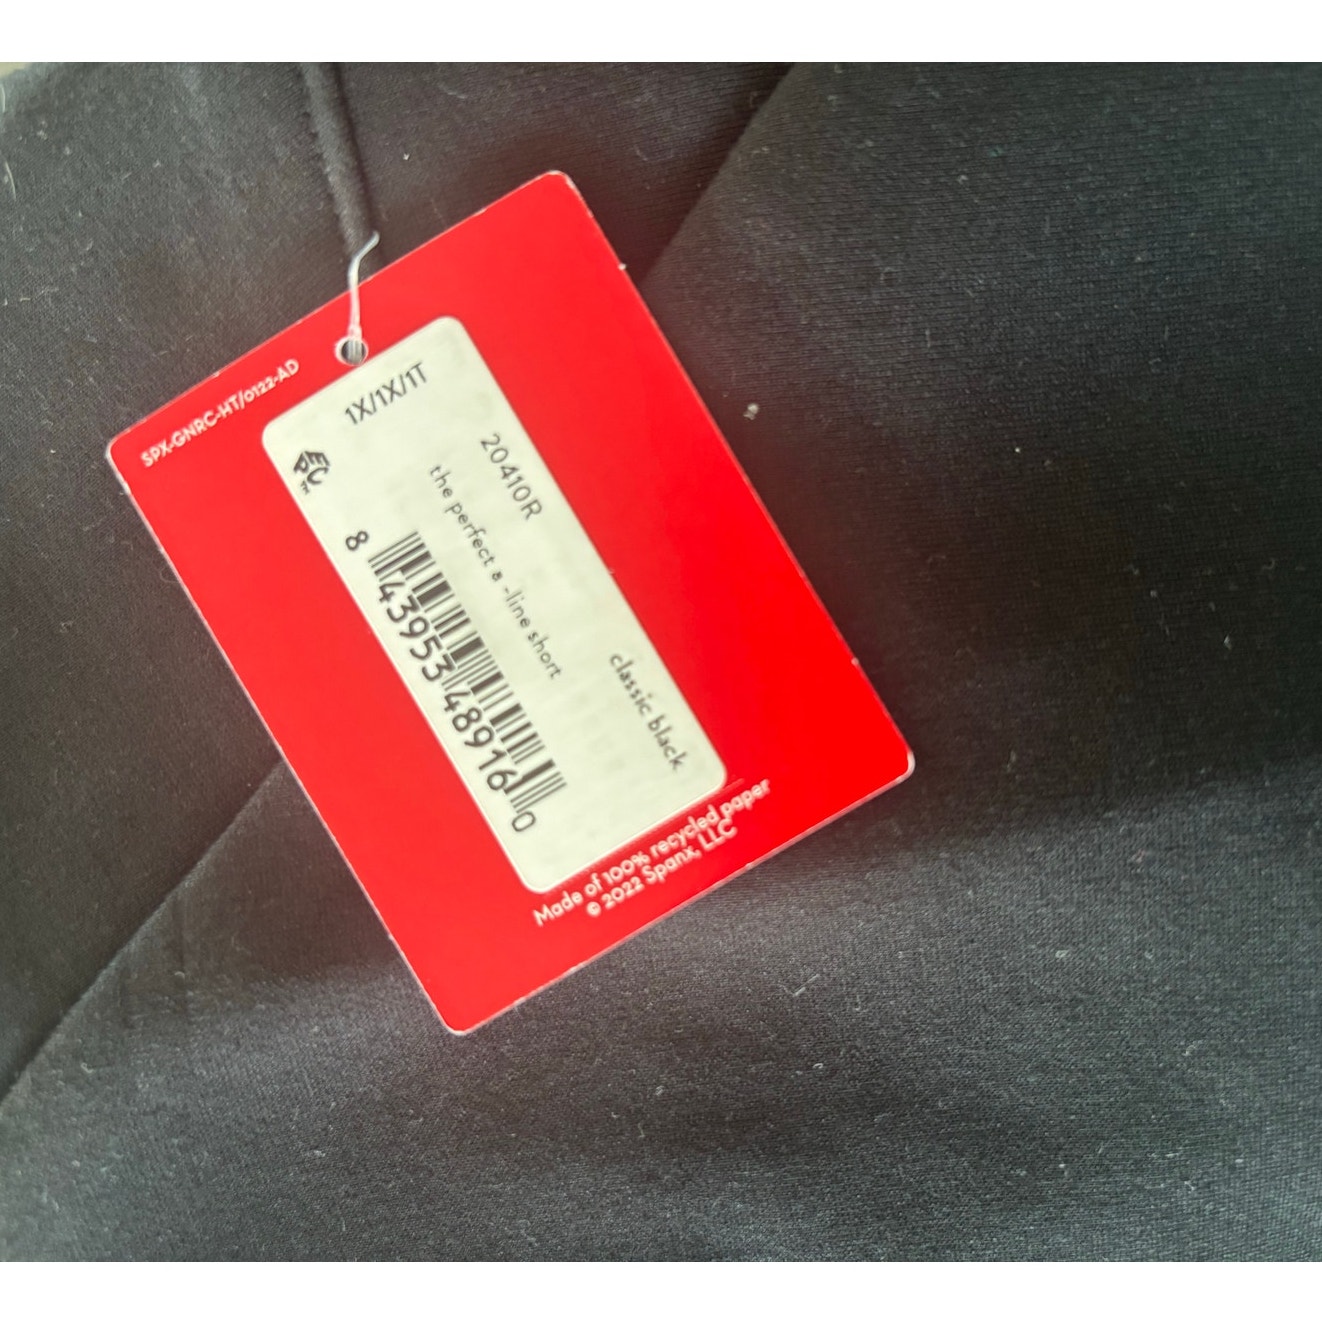 SPX-GNRC-HT/0122-AD
1X/1X/1T
PEFC™
20410R
the perfect a -line short
classic black
8 43953 48916 0
Made of 100% recycled paper
© 2022 Spanx, LLC